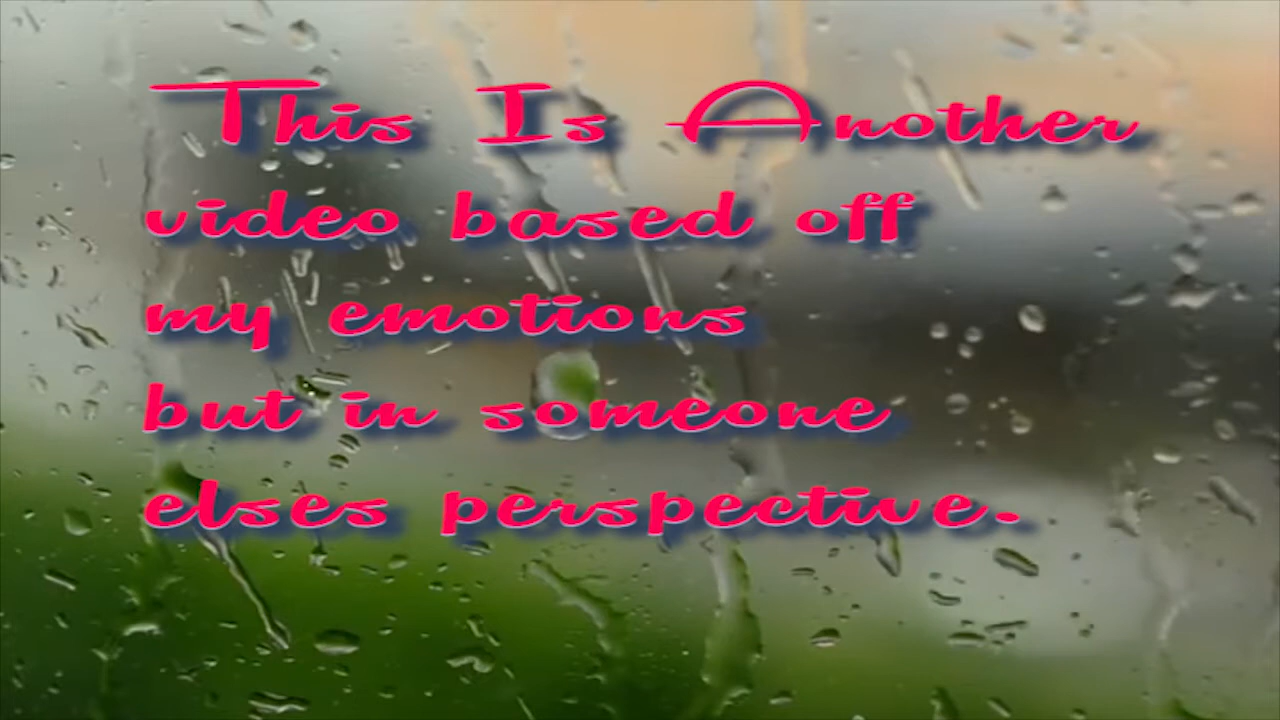 This Is Another
video based off
my emotions
but in someone
elses perspective.